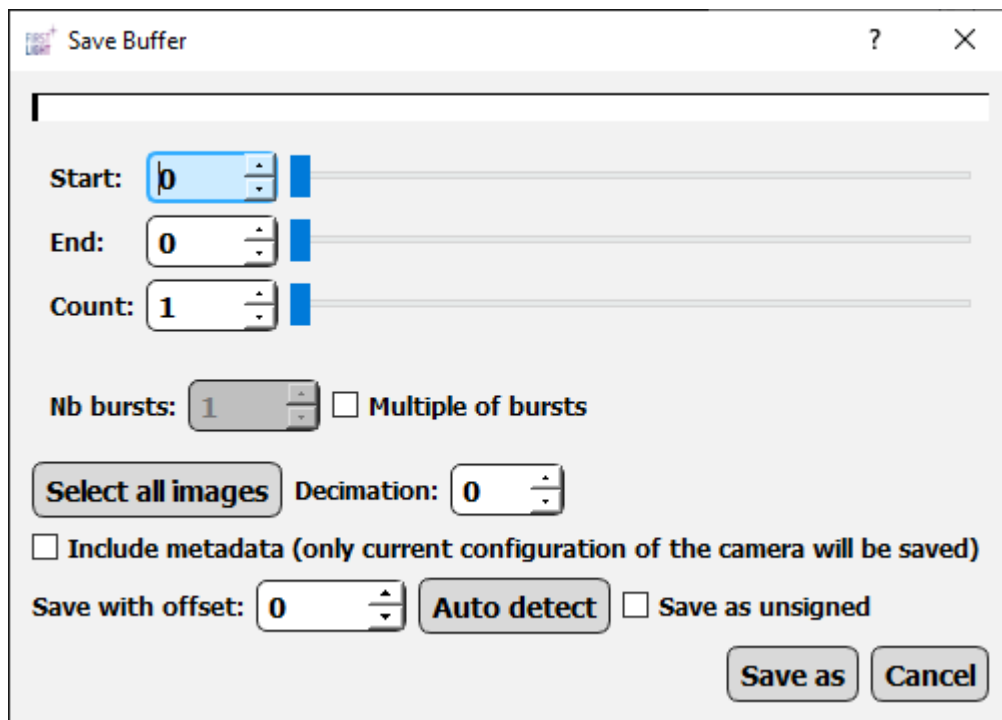 FIRST LIGHT Save Buffer ?
Start: 0
End: 0
Count: 1
Nb bursts: 1 Multiple of bursts
Select all images Decimation: 0
Include metadata (only current configuration of the camera will be saved)
Save with offset: 0 Auto detect Save as unsigned
Save as Cancel